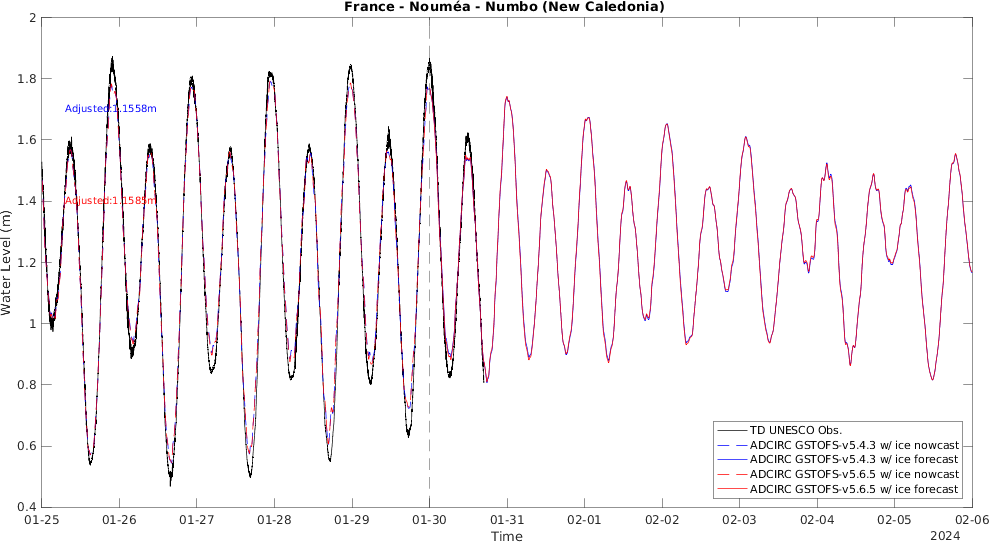 France - Nouméa - Numbo (New Caledonia)
2
1.8
1.6
1.4
1.2
1
0.8
0.6
0.4
Water Level (m)
Adjusted:1.1558m
Adjusted:1.1585m
TD UNESCO Obs.
ADCIRC GSTOFS-v5.4.3 w/ ice nowcast
ADCIRC GSTOFS-v5.4.3 w/ ice forecast
ADCIRC GSTOFS-v5.6.5 w/ ice nowcast
ADCIRC GSTOFS-v5.6.5 w/ ice forecast
01-25 01-26 01-27 01-28 01-29 01-30 01-31 02-01 02-02 02-03 02-04 02-05 02-06
Time
2024